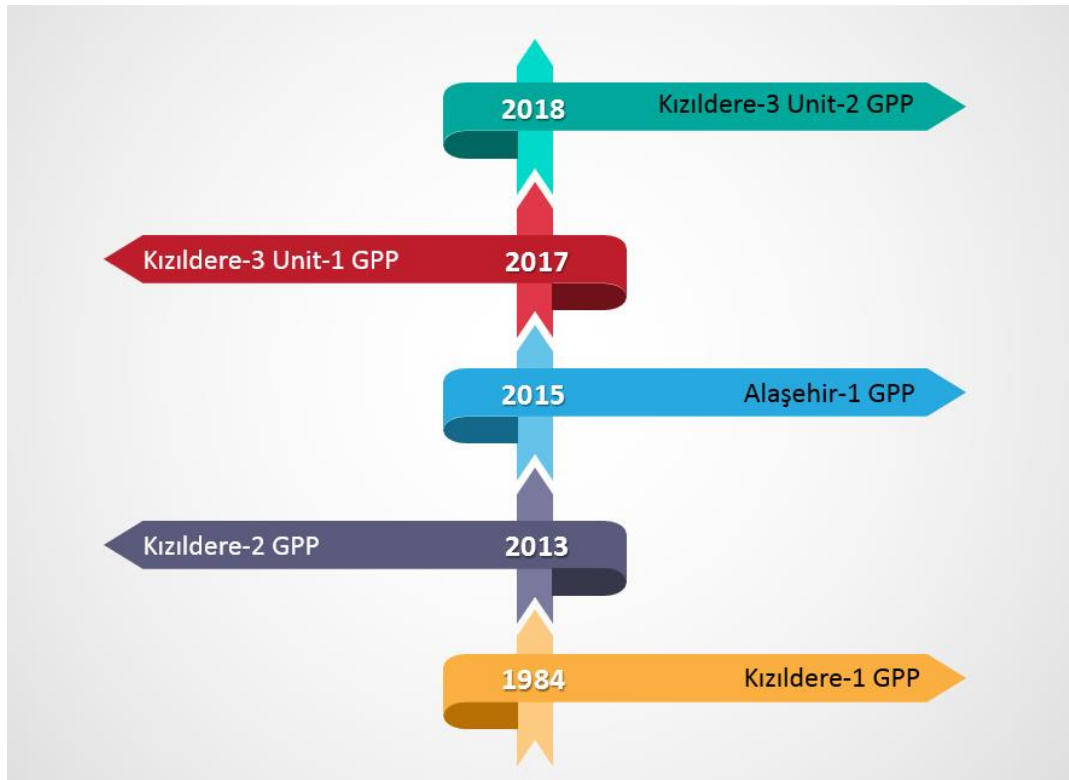 2018 Kızıldere-3 Unit-2 GPP
Kızıldere-3 Unit-1 GPP 2017
2015 Alaşehir-1 GPP
Kızıldere-2 GPP 2013
1984 Kızıldere-1 GPP